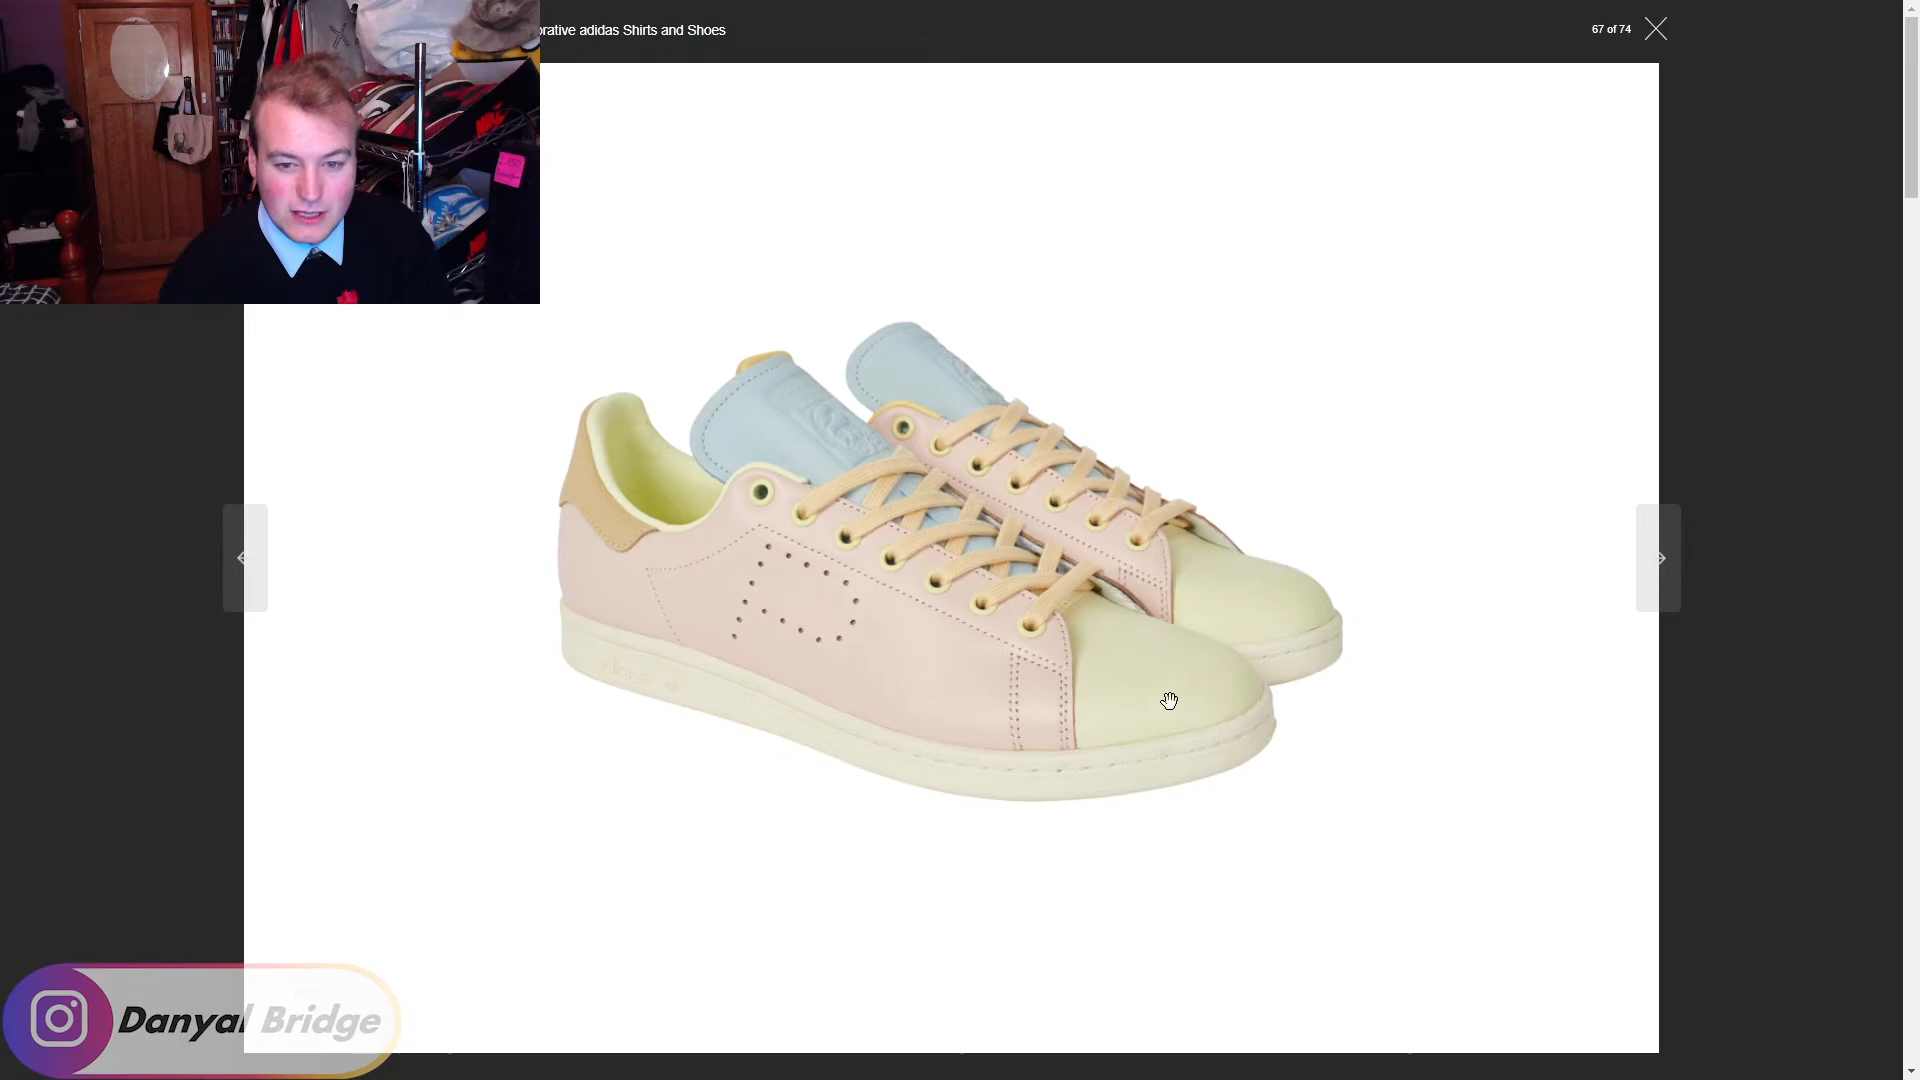 orative adidas Shirts and Shoes
67 of 74
Danyal Bridge